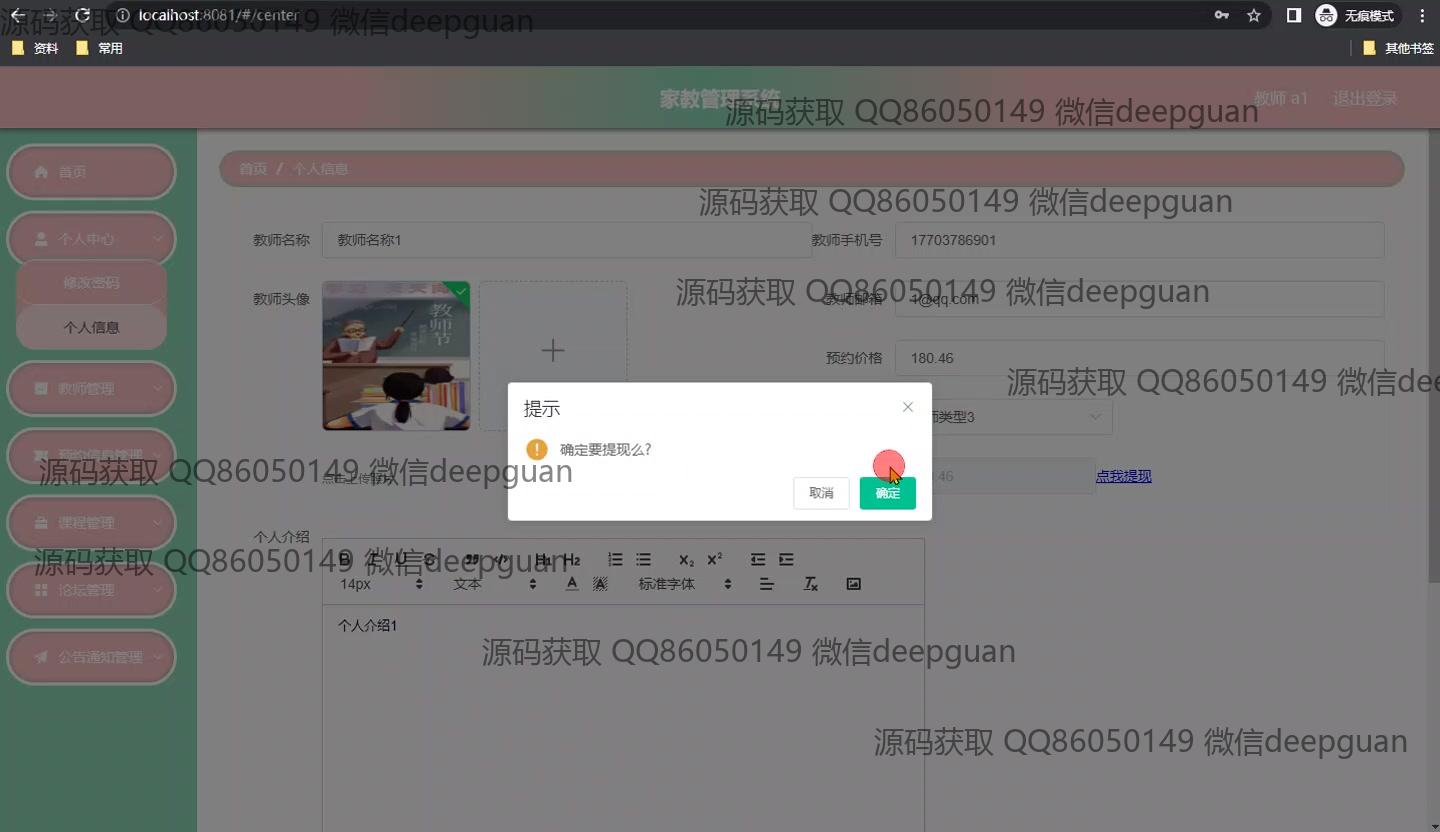 localhost:8081/#/center
无痕模式
源码获取 QQ86050149 微信deepguan
资料
常用
其他书签
家教管理系统
教师 a1
退出登录
源码获取 QQ86050149 微信deepguan
首页
首页 / 个人信息
源码获取 QQ86050149 微信deepguan
个人中心
教师名称
教师名称1
教师手机号
17703786901
修改密码
个人信息
教师头像
教师节
教师邮箱
1@qq.com
源码获取 QQ86050149 微信deepguan
预约价格
180.46
教师管理
源码获取 QQ86050149 微信dee
提示
师类型3
确定要提现么?
预约信息管理
源码获取 QQ86050149 微信deepguan
点击上传
.46
点我提现
取消
确定
课程管理
个人介绍
源码获取 QQ86050149 微信deepguan
B I U S H1 H2 X₂ X²
论坛管理
14px
文本
A
A
标准字体
Tx
个人介绍1
公告通知管理
源码获取 QQ86050149 微信deepguan
源码获取 QQ86050149 微信deepguan